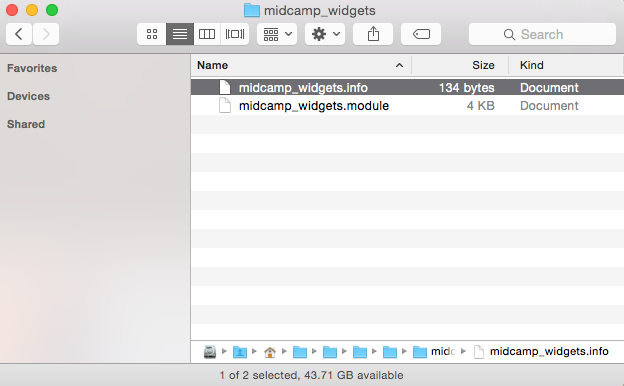 midcamp_widgets
Search
Favorites
Devices
Shared
Name Size Kind
midcamp_widgets.info 134 bytes Document
midcamp_widgets.module 4 KB Document
midc midcamp_widgets.info
1 of 2 selected, 43.71 GB available